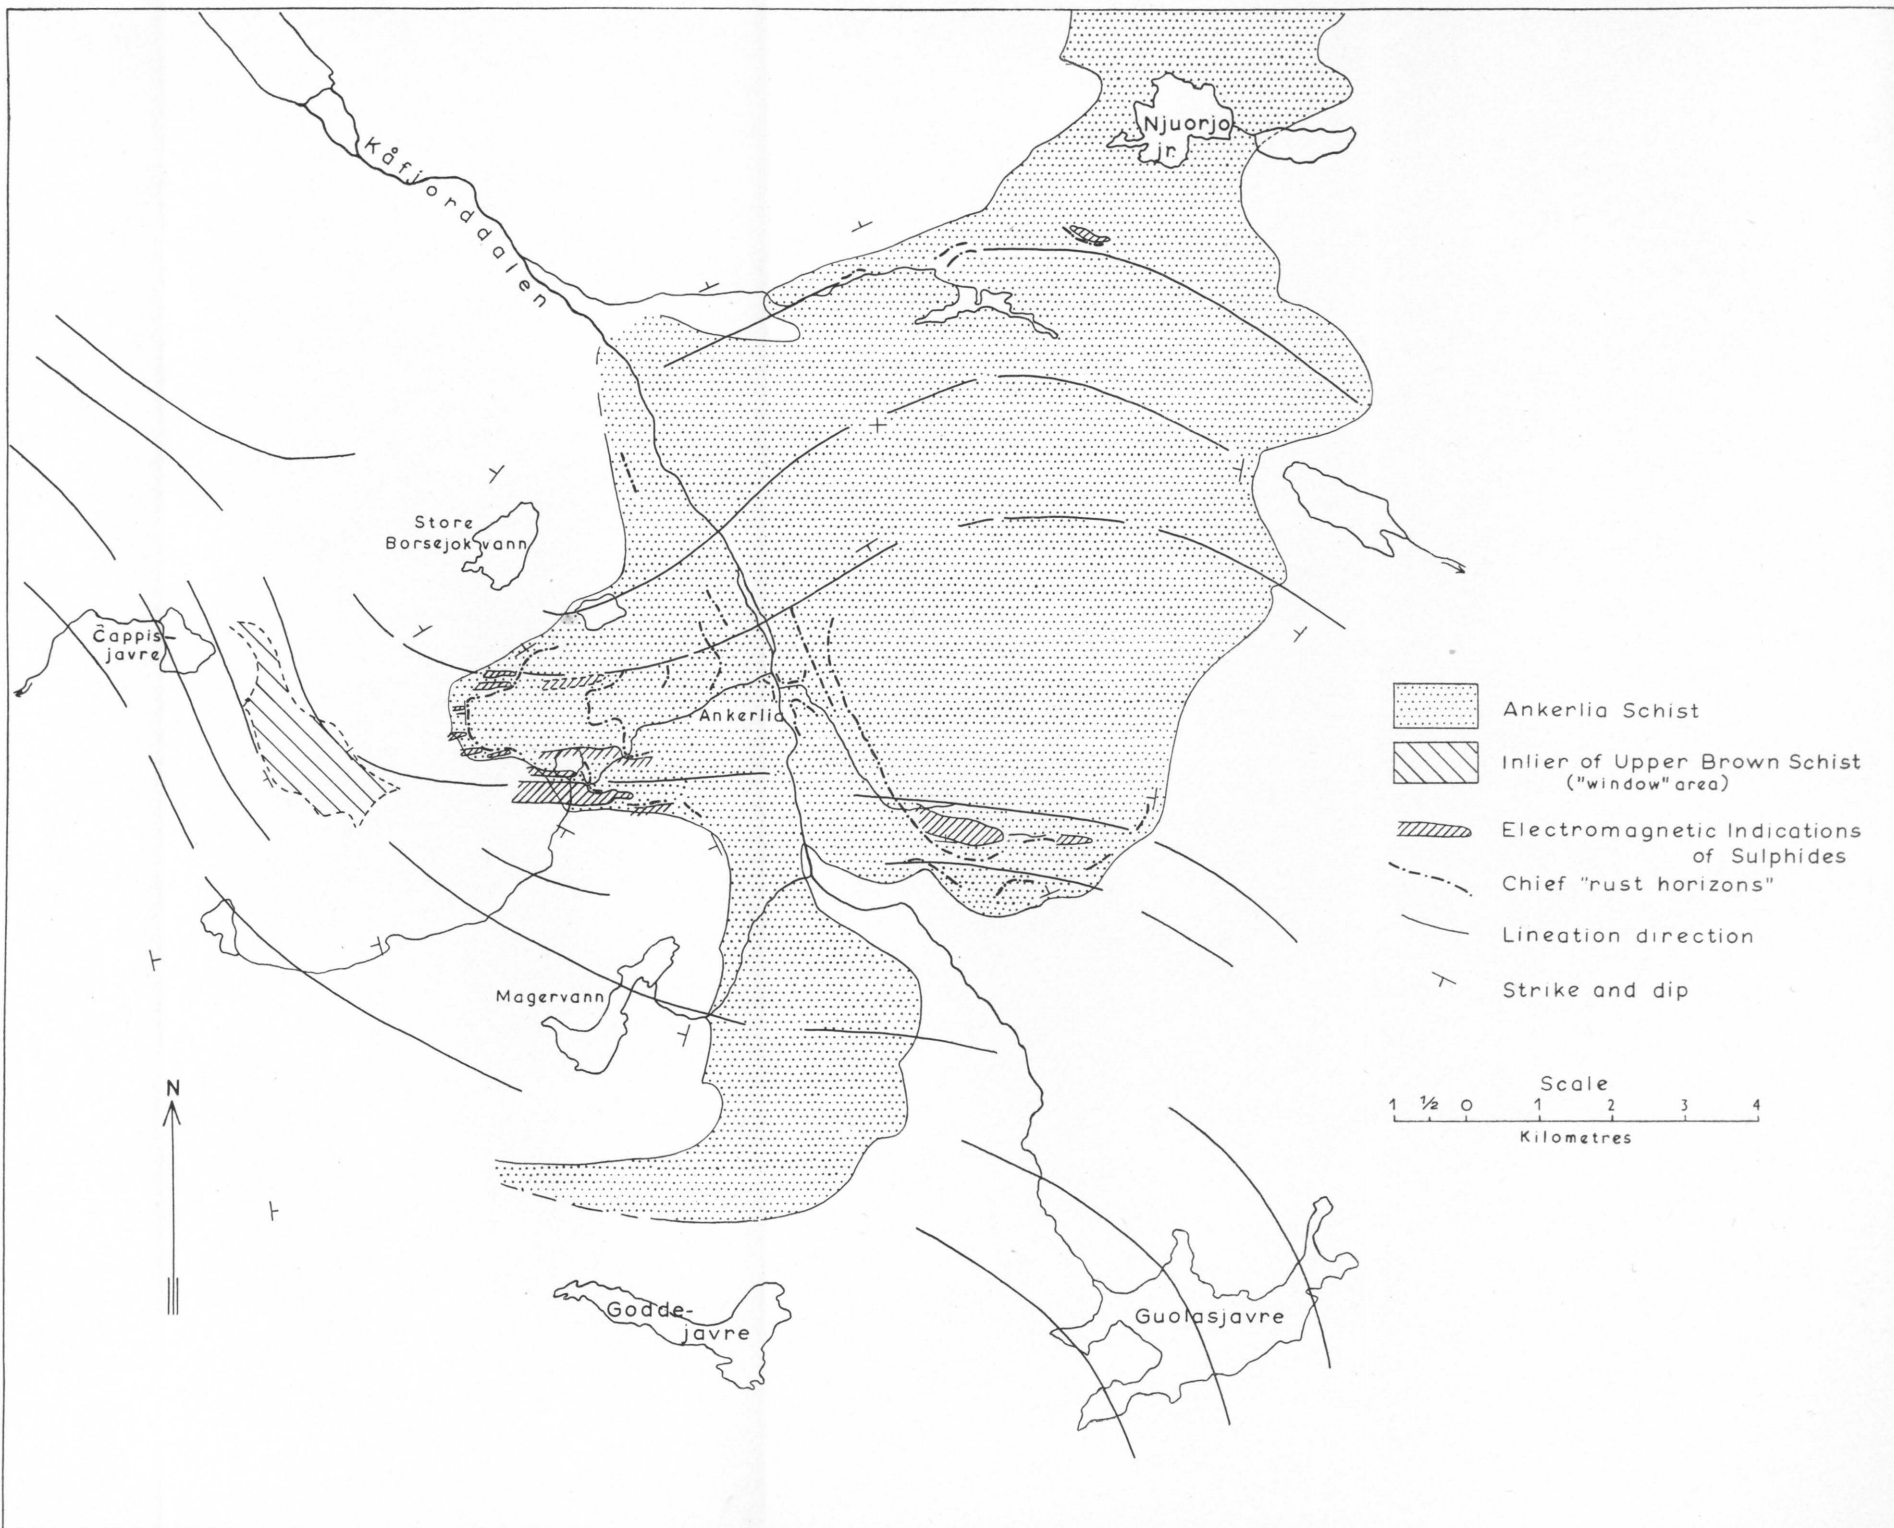 Njuorjo
jr.
Kåfjorddalen
Store
Borsejokvann
Čappis-
javre
Ankerlia
Magervann
Godde-
javre
Guolasjavre
N
Ankerlia Schist
Inlier of Upper Brown Schist
("window" area)
Electromagnetic Indications
of Sulphides
Chief "rust horizons"
Lineation direction
Strike and dip
Scale
1 ½ 0 1 2 3 4
Kilometres